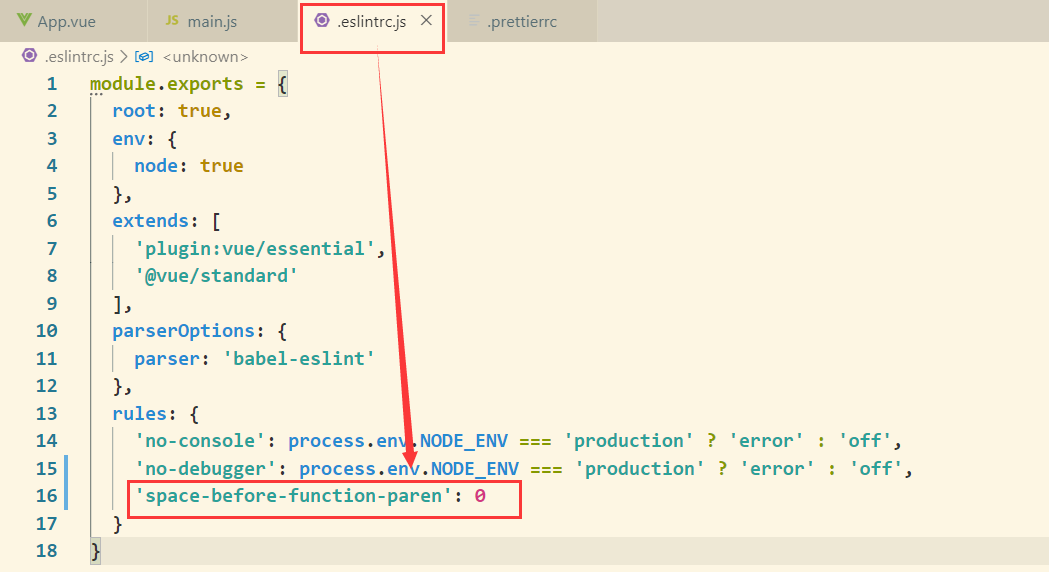 App.vue
JS main.js
.eslintrc.js
.prettierrc
.eslintrc.js > <unknown>
1 module.exports = {
2 root: true,
3 env: {
4 node: true
5 },
6 extends: [
7 'plugin:vue/essential',
8 '@vue/standard'
9 ],
10 parserOptions: {
11 parser: 'babel-eslint'
12 },
13 rules: {
14 'no-console': process.env.NODE_ENV === 'production' ? 'error' : 'off',
15 'no-debugger': process.env.NODE_ENV === 'production' ? 'error' : 'off',
16 'space-before-function-paren': 0
17 }
18 }